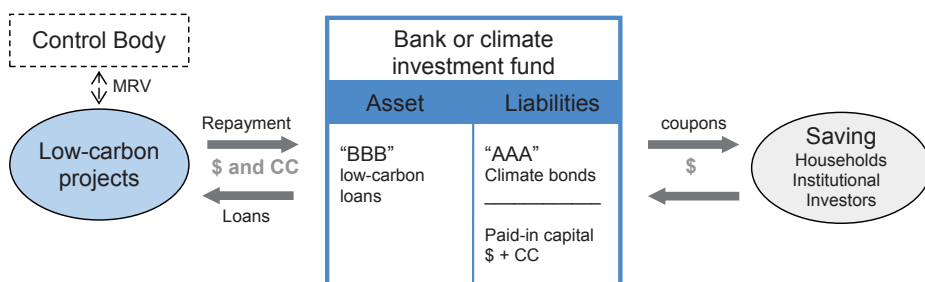 Control Body
MRV
Low-carbon
projects
Repayment
$ and CC
Loans
Bank or climate
investment fund
Asset
Liabilities
“BBB”
low-carbon
loans
“AAA”
Climate bonds
Paid-in capital
$ + CC
coupons
$
Saving
Households
Institutional
Investors